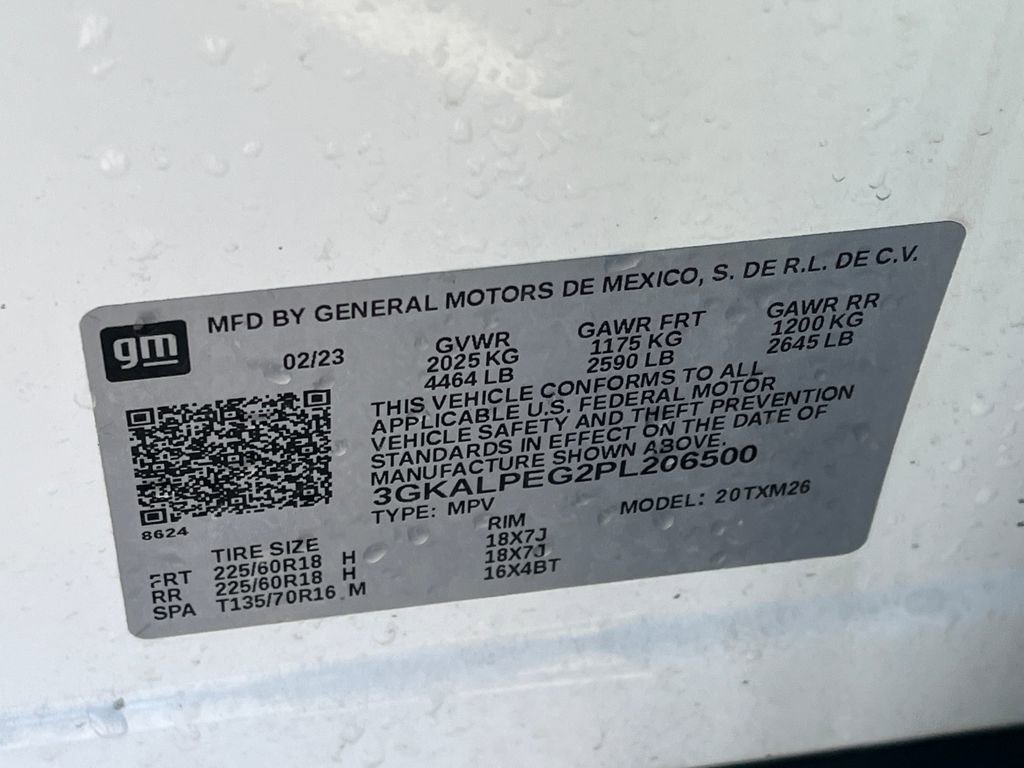 MFD BY GENERAL MOTORS DE MEXICO, S. DE R.L. DE C.V.
gm
02/23
GVWR GAWR FRT GAWR RR
2025 KG 1175 KG 1200 KG
4464 LB 2590 LB 2645 LB
THIS VEHICLE CONFORMS TO ALL
APPLICABLE U.S. FEDERAL MOTOR
VEHICLE SAFETY AND THEFT PREVENTION
STANDARDS IN EFFECT ON THE DATE OF
MANUFACTURE SHOWN ABOVE.
3GKALPEG2PL206500
TYPE: MPV MODEL: 20TXM26
8624
TIRE SIZE RIM
FRT 225/60R18 H 18X7J
RR 225/60R18 H 18X7J
SPA T135/70R16 M 16X4BT